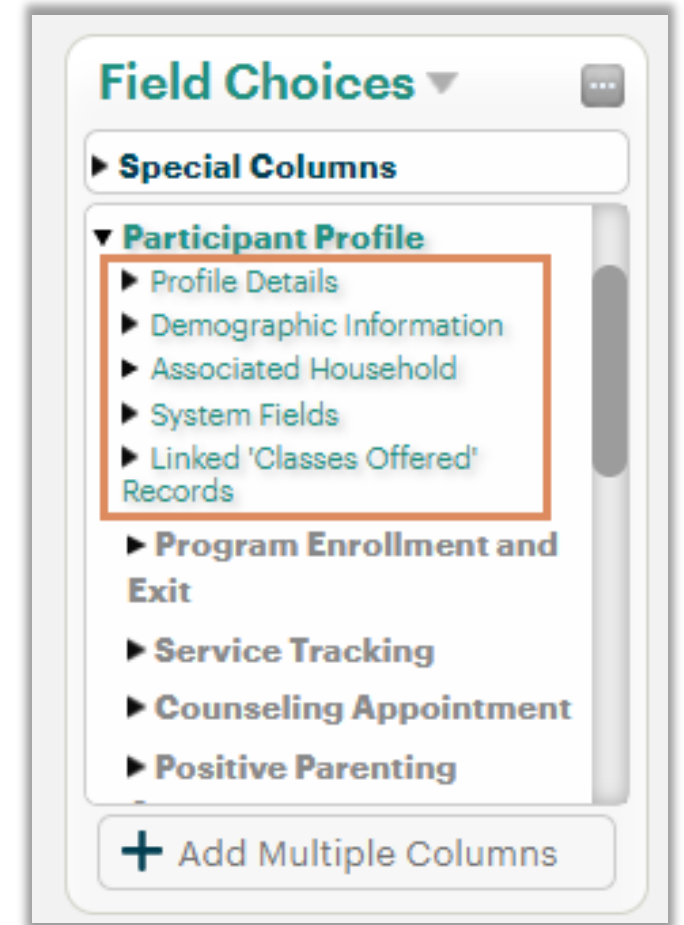 Field Choices
Special Columns
Participant Profile
Profile Details
Demographic Information
Associated Household
System Fields
Linked 'Classes Offered'
Records
Program Enrollment and
Exit
Service Tracking
Counseling Appointment
Positive Parenting
Add Multiple Columns